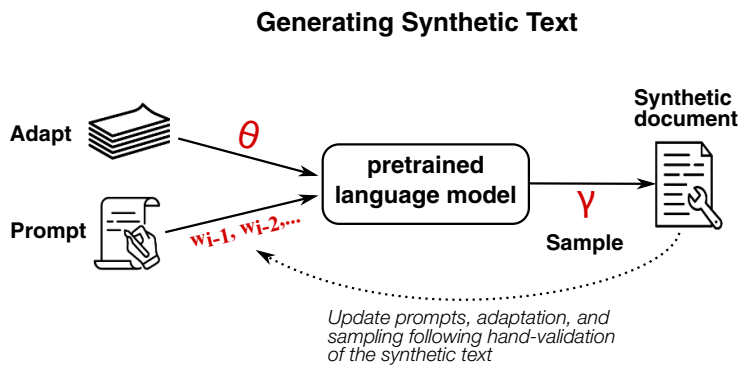 Generating Synthetic Text
Adapt
θ
Prompt
wi-1, wi-2,...
pretrained
language model
γ
Sample
Synthetic
document
Update prompts, adaptation, and
sampling following hand-validation
of the synthetic text